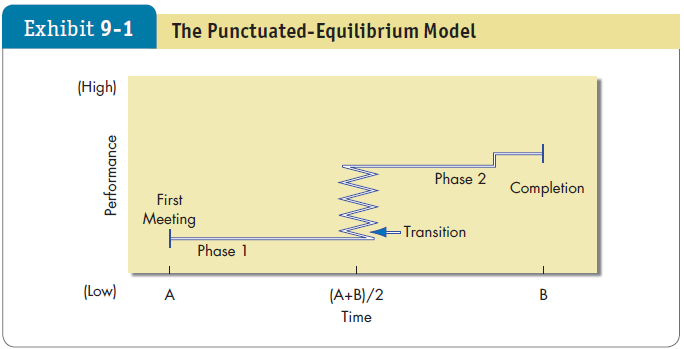 Exhibit 9-1
The Punctuated-Equilibrium Model
(High)
Performance
First
Meeting
Phase 1
Transition
Phase 2
Completion
(Low)
A
(A+B)/2
B
Time